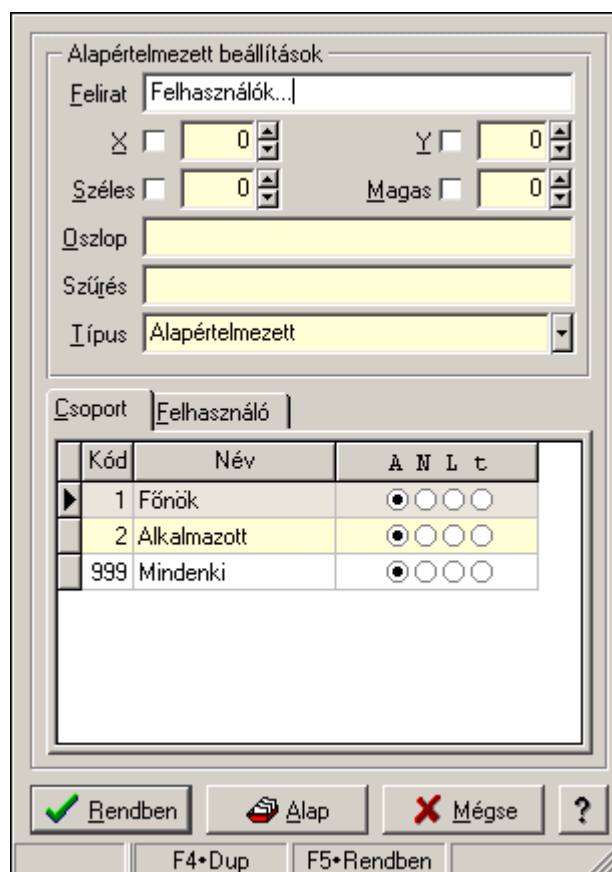 Alapértelmezett beállítások
Felirat Felhasználók...
X 0 Y 0
Széles 0 Magas 0
Oszlop
Szűrés
Típus Alapértelmezett
Csoport Felhasználó
Kód Név A N L t
1 Főnök
2 Alkalmazott
999 Mindenki
Rendben Alap Mégse ?
F4•Dup F5•Rendben